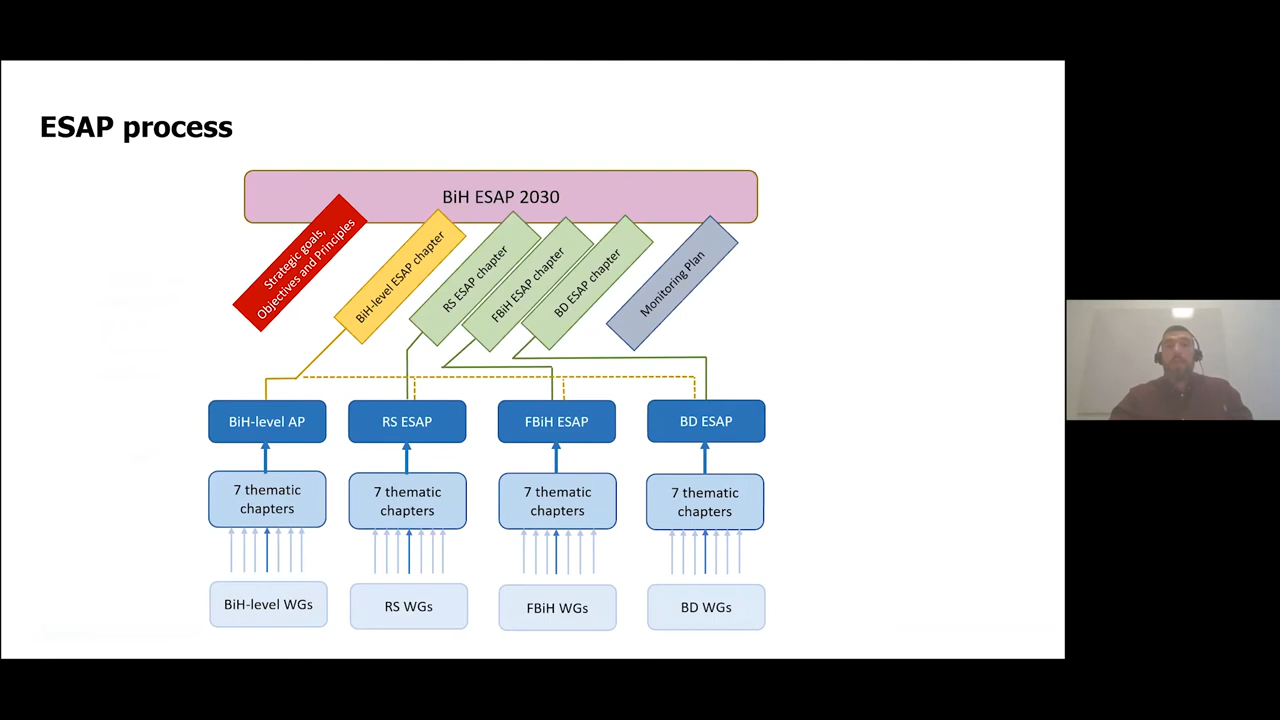 ESAP process
BiH ESAP 2030
Strategic goals,
Objectives and Principles
BiH-level ESAP chapter
RS ESAP chapter
FBiH ESAP chapter
BD ESAP chapter
Monitoring Plan
BiH-level AP
RS ESAP
FBiH ESAP
BD ESAP
7 thematic
chapters
7 thematic
chapters
7 thematic
chapters
7 thematic
chapters
BiH-level WGs
RS WGs
FBiH WGs
BD WGs